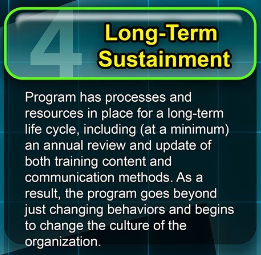 4
Long-Term
Sustainment
Program has processes and
resources in place for a long-term
life cycle, including (at a minimum)
an annual review and update of
both training content and
communication methods. As a
result, the program goes beyond
just changing behaviors and begins
to change the culture of the
organization.